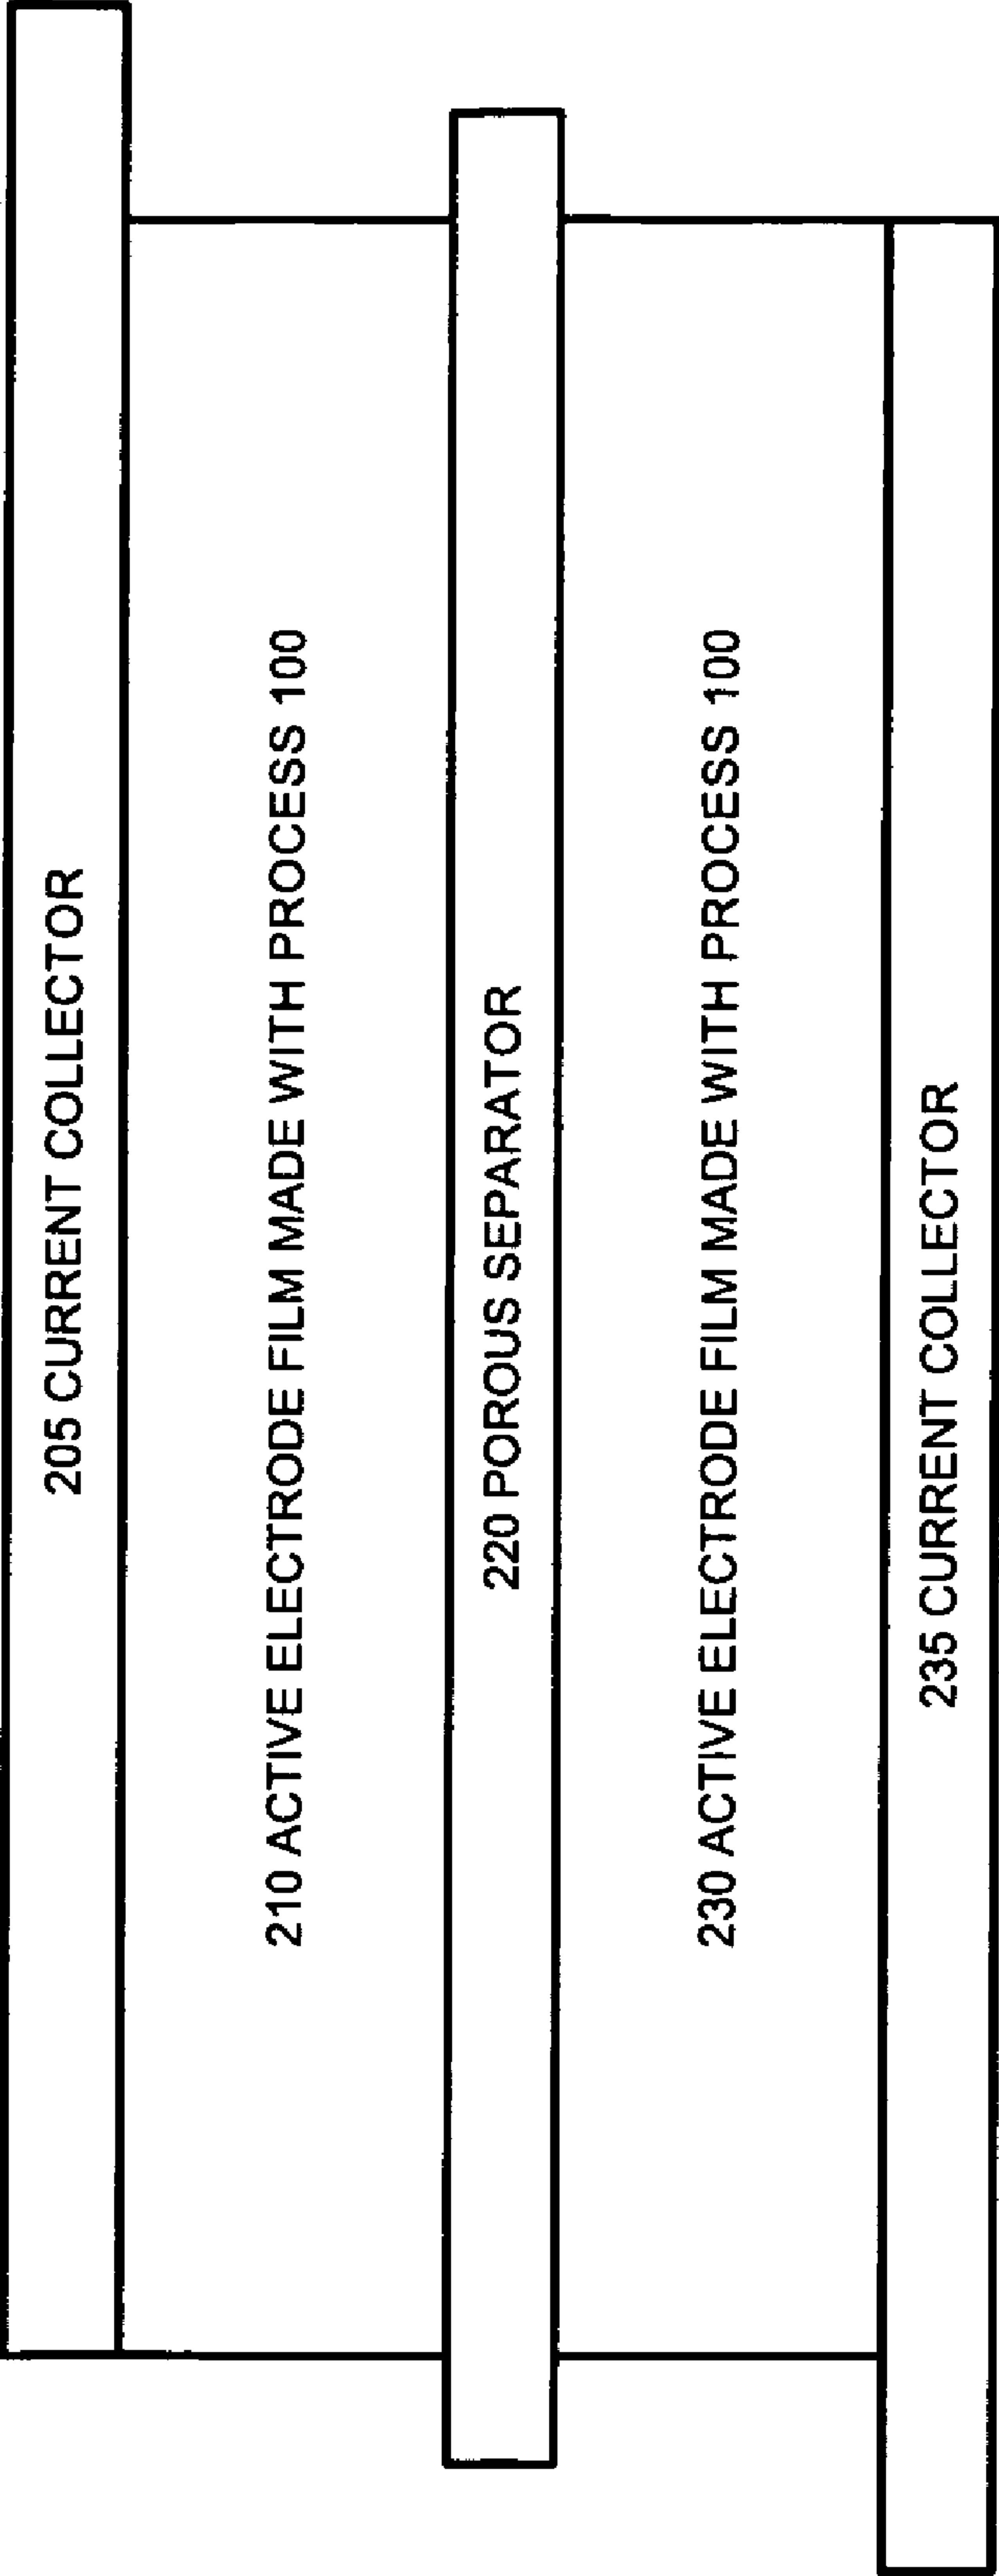 205 CURRENT COLLECTOR
210 ACTIVE ELECTRODE FILM MADE WITH PROCESS 100
220 POROUS SEPARATOR
230 ACTIVE ELECTRODE FILM MADE WITH PROCESS 100
235 CURRENT COLLECTOR